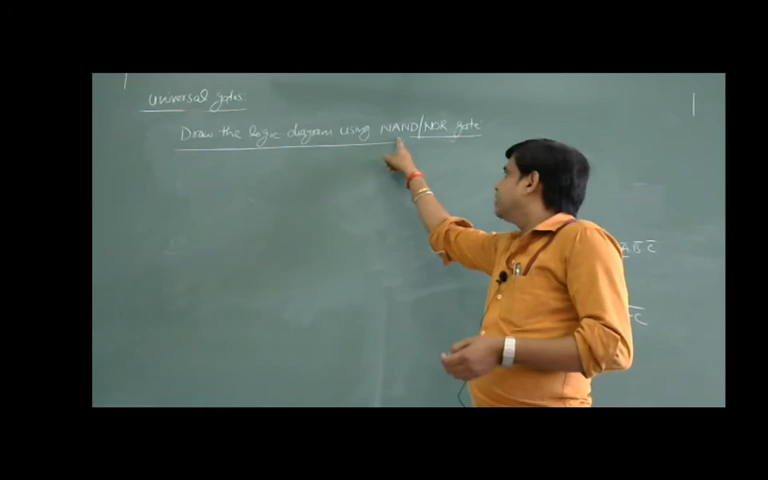 Universal gates:
Draw the logic diagram using NAND/NOR gate:
A̅ B̅ C̅
C̅